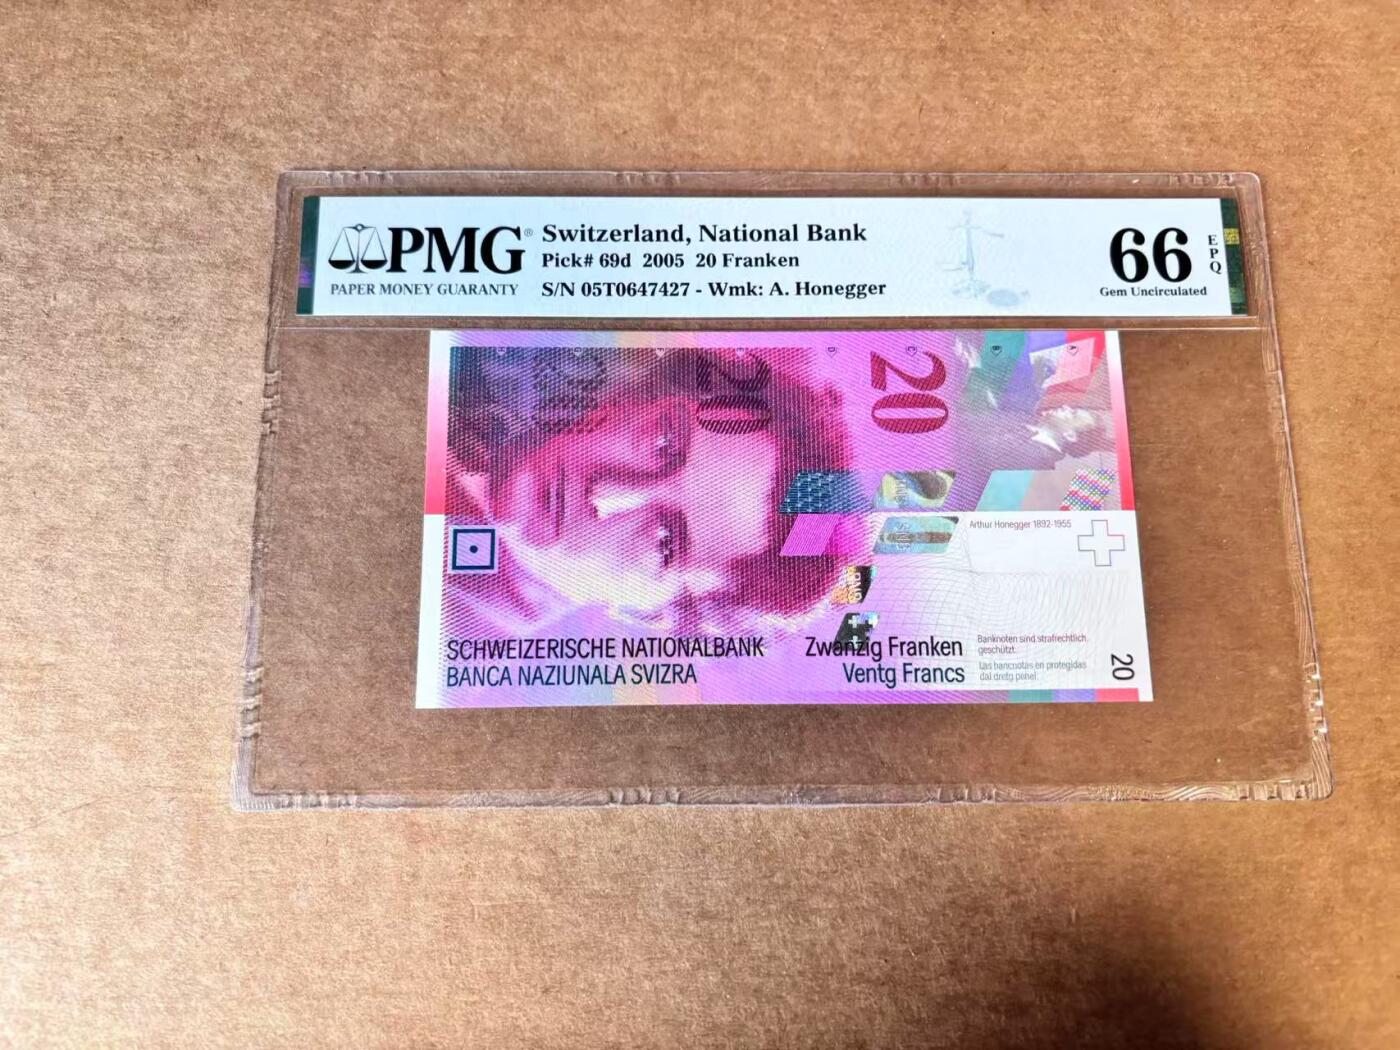 PMG®
PAPER MONEY GUARANTY
Switzerland, National Bank
Pick# 69d 2005 20 Franken
S/N 05T0647427 - Wmk: A. Honegger
66
EPQ
Gem Uncirculated
20
20
Arthur Honegger 1892-1955
SCHWEIZERISCHE NATIONALBANK
BANCA NAZIUNALA SVIZRA
Zwanzig Franken
Ventg Francs
Banknoten sind strafrechtlich
geschützt.
Las bancnotas èn protegidas
dal dretg penal.
20